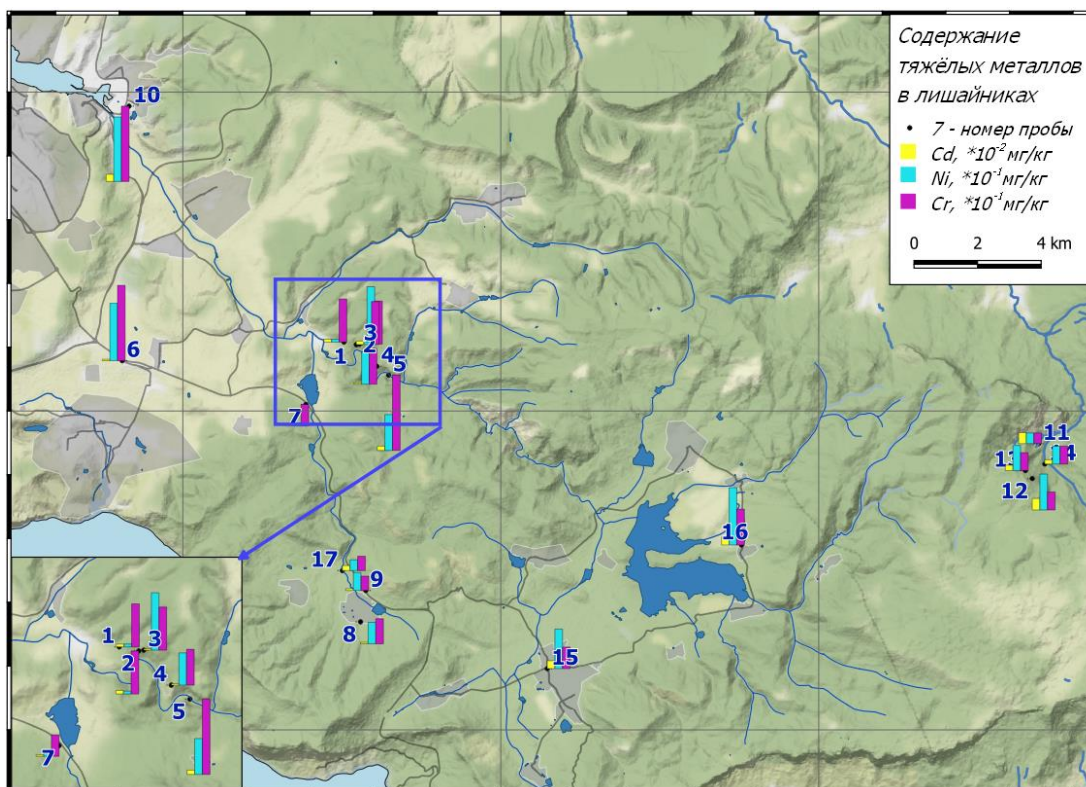 Содержание
тяжёлых металлов
в лишайниках
7 - номер пробы
Cd, *10⁻² мг/кг
Ni, *10⁻¹ мг/кг
Cr, *10⁻¹ мг/кг
0 2 4 km
10
6
3
1 2 4
5
7
11
12
16
17
9
8
15
1 3
2
4
5
7